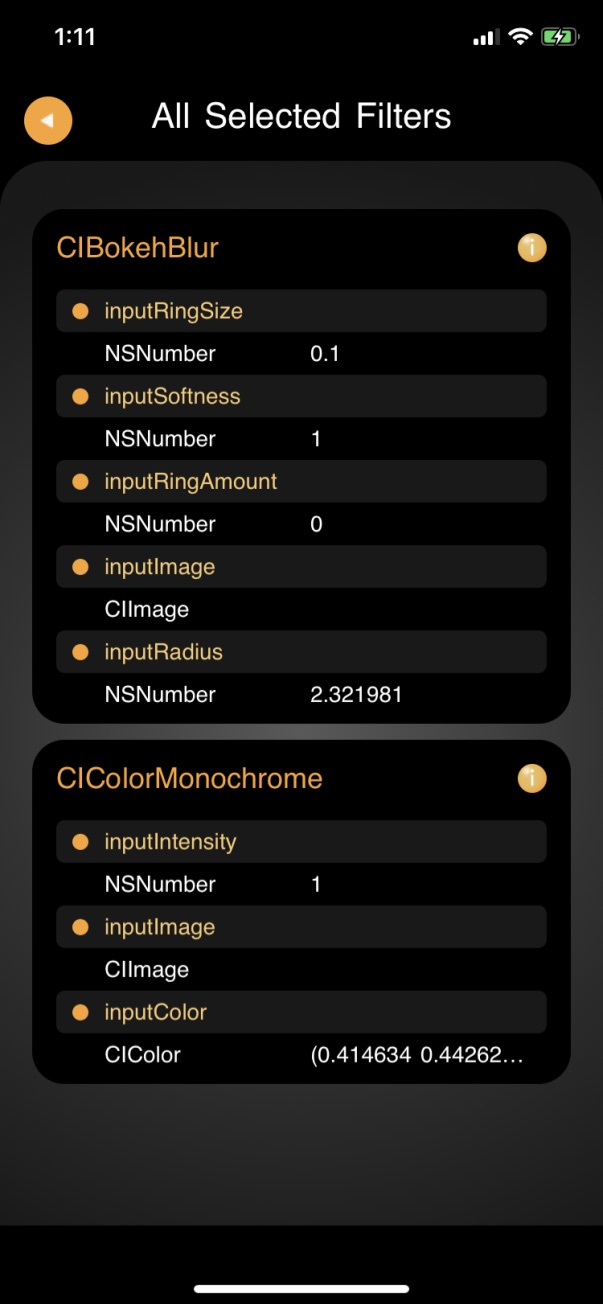 1:11
All Selected Filters
CIBokehBlur
inputRingSize
NSNumber 0.1
inputSoftness
NSNumber 1
inputRingAmount
NSNumber 0
inputImage
CIImage
inputRadius
NSNumber 2.321981
CIColorMonochrome
inputIntensity
NSNumber 1
inputImage
CIImage
inputColor
CIColor (0.414634 0.44262...